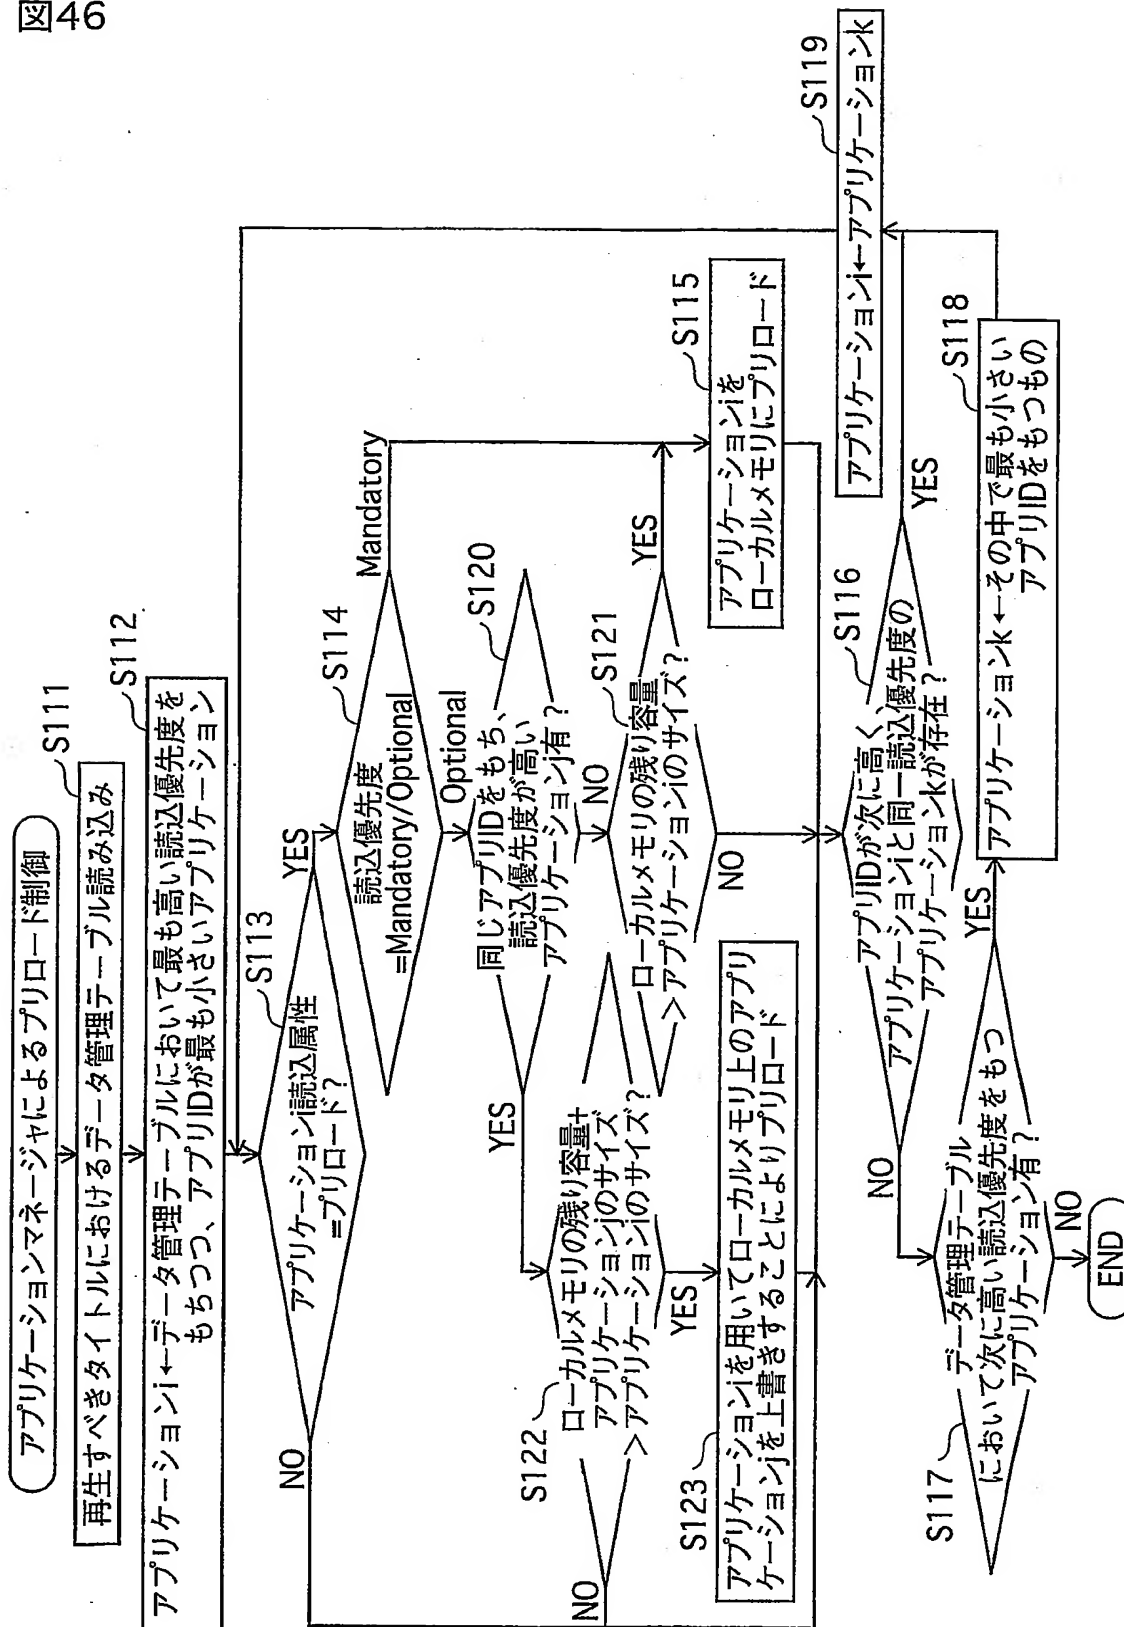 図46
アプリケーションマネージャによるプリロード制御
S111
再生すべきタイトルにおけるデータ管理テーブル読み込み
S112
アプリケーションi←データ管理テーブルにおいて最も高い読込優先度を
もちつつ、アプリIDが最も小さいアプリケーション
S113
アプリケーションi読込属性
=プリロード?
YES
NO
S114
読込優先度
=Mandatory/Optional
Mandatory
Optional
S120
同じアプリIDをもち、
読込優先度が高い
アプリケーションj有?
YES
NO
S121
ローカルメモリの残り容量
>アプリケーションiのサイズ?
YES
NO
S115
アプリケーションiを
ローカルメモリにプリロード
S122
ローカルメモリの残り容量+
アプリケーションjのサイズ
>アプリケーションiのサイズ?
YES
NO
S123
アプリケーションiを用いてローカルメモリ上のアプリ
ケーションjを上書きすることによりプリロード
S116
アプリIDが次に高く、
アプリケーションiと同一読込優先度の
アプリケーションkが存在?
YES
NO
S117
データ管理テーブル
において次に高い読込優先度をもつ
アプリケーション有?
YES
NO
S118
アプリケーションk←その中で最も小さい
アプリIDをもつもの
S119
アプリケーションi←アプリケーションk
END